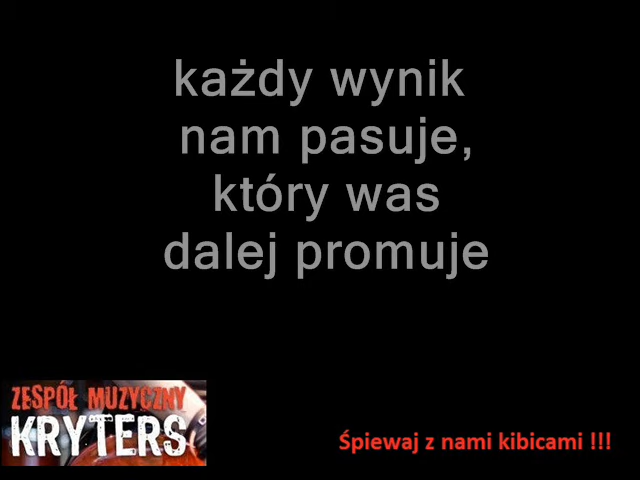 każdy wynik
nam pasuje,
który was
dalej promuje
ZESPÓŁ MUZYCZNY
KRYTERS
Śpiewaj z nami kibicami !!!